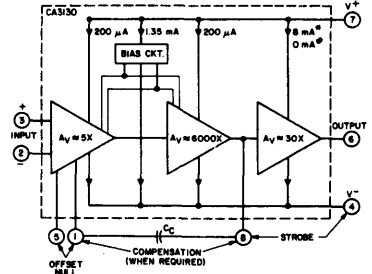 CA3130
V+
7
200 µA
1.35 mA
200 µA
8 mA*
0 mA⊕
BIAS CKT.
+
3
INPUT
2
−
AV ≈ 5X
AV ≈ 6000X
AV ≈ 30X
OUTPUT
6
V−
4
CC
5
1
8
STROBE
OFFSET
NULL
COMPENSATION
(WHEN REQUIRED)